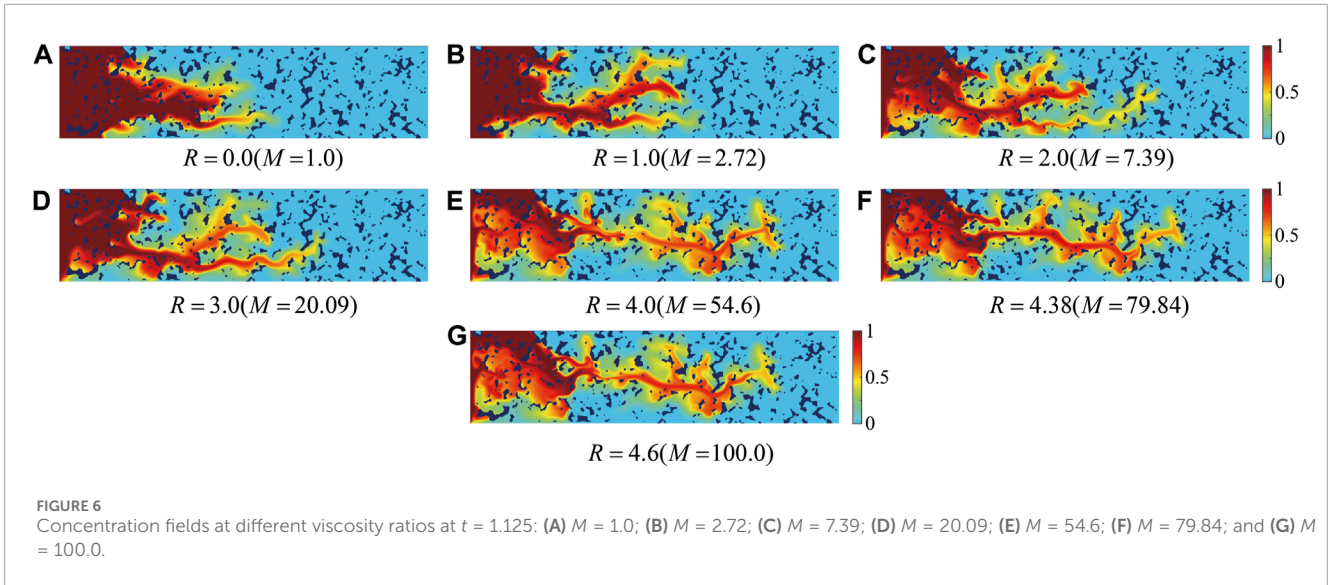 A B C
1
0.5
0
R = 0.0(M = 1.0) R = 1.0(M = 2.72) R = 2.0(M = 7.39)
D E F
1
0.5
0
R = 3.0(M = 20.09) R = 4.0(M = 54.6) R = 4.38(M = 79.84)
G
1
0.5
0
R = 4.6(M = 100.0)
FIGURE 6
Concentration fields at different viscosity ratios at t = 1.125: (A) M = 1.0; (B) M = 2.72; (C) M = 7.39; (D) M = 20.09; (E) M = 54.6; (F) M = 79.84; and (G) M
= 100.0.